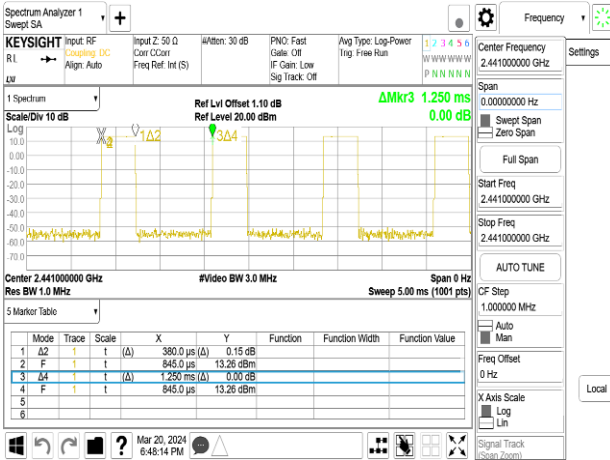 Spectrum Analyzer 1
Swept SA
Frequency
KEYSIGHT
RL
Input: RF
Coupling: DC
Align: Auto
Input Z: 50 Ω
Corr CCorr
Freq Ref: Int (S)
#Atten: 30 dB
PNO: Fast
Gate: Off
IF Gain: Low
Sig Track: Off
Avg Type: Log-Power
Trig: Free Run
1 2 3 4 5 6
W W W W W W
P N N N N N
1 Spectrum
Scale/Div 10 dB
Ref Lvl Offset 1.10 dB
Ref Level 20.00 dBm
ΔMkr3 1.250 ms
0.00 dB
Log
10.0
0.00
-10.0
-20.0
-30.0
-40.0
-50.0
-60.0
-70.0
X2
1Δ2
3Δ4
Center 2.441000000 GHz
Res BW 1.0 MHz
#Video BW 3.0 MHz
Span 0 Hz
Sweep 5.00 ms (1001 pts)
5 Marker Table
Mode Trace Scale X Y Function Function Width Function Value
1 Δ2 1 t (Δ) 380.0 µs (Δ) 0.15 dB
2 F 1 t 845.0 µs 13.26 dBm
3 Δ4 1 t (Δ) 1.250 ms (Δ) 0.00 dB
4 F 1 t 845.0 µs 13.26 dBm
5
6
?
Mar 20, 2024
6:48:14 PM
Center Frequency
2.441000000 GHz
Span
0.00000000 Hz
Swept Span
Zero Span
Full Span
Start Freq
2.441000000 GHz
Stop Freq
2.441000000 GHz
AUTO TUNE
CF Step
1.000000 MHz
Auto
Man
Freq Offset
0 Hz
X Axis Scale
Log
Lin
Signal Track
(Span Zoom)
Settings
Local